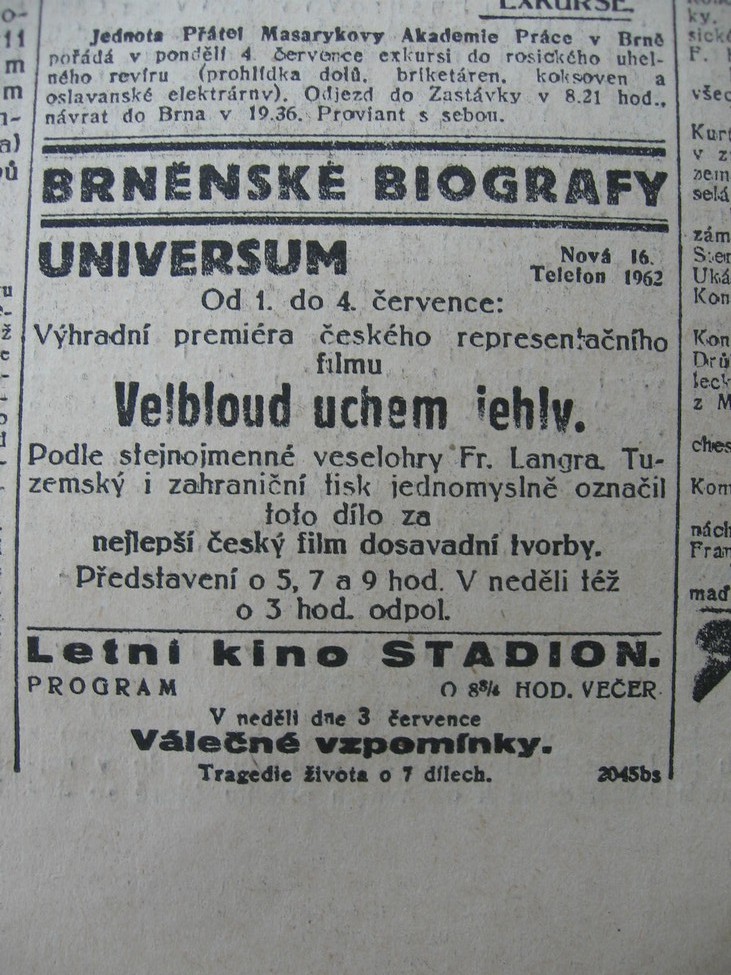 EXKURSE.
Jednota Přátel Masarykovy Akademie Práce v Brně
pořádá v pondělí 4. července exkursi do rosického uhel-
ného revíru (prohlídka dolů, briketáren, koksoven a
oslavanské elektrárny). Odjezd do Zastávky v 8.21 hod.,
návrat do Brna v 19.36. Proviant s sebou.
BRNĚNSKÉ BIOGRAFY
UNIVERSUM
Nová 16.
Telefon 1962
Od 1. do 4. července:
Výhradní premiéra českého representačního
filmu
Velbloud uchem jehly.
Podle stejnojmenné veselohry Fr. Langra. Tu-
zemský i zahraniční tisk jednomyslně označil
toto dílo za
nejlepší český film dosavadní tvorby.
Představení o 5, 7 a 9 hod. V neděli též
o 3 hod. odpol.
Letní kino STADION.
PROGRAM O 8¾ HOD. VEČER
V neděli dne 3 července
Válečné vzpomínky.
Tragedie života o 7 dílech. 2045bs